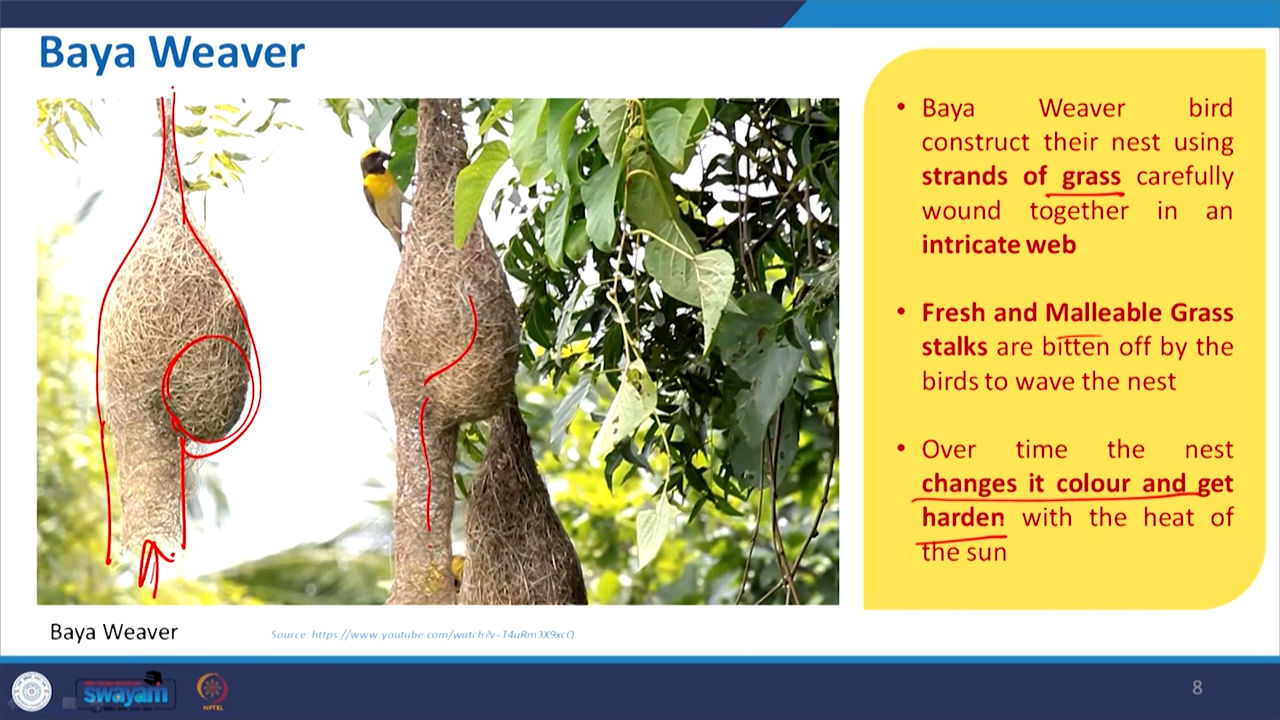 Baya Weaver
Baya Weaver bird
construct their nest using
strands of grass carefully
wound together in an
intricate web
Fresh and Malleable Grass
stalks are bitten off by the
birds to wave the nest
Over time the nest
changes it colour and get
harden with the heat of
the sun
Baya Weaver
Source: https://www.youtube.com/watch?v=T4uRm3X9xcQ
swayam
NPTEL
8